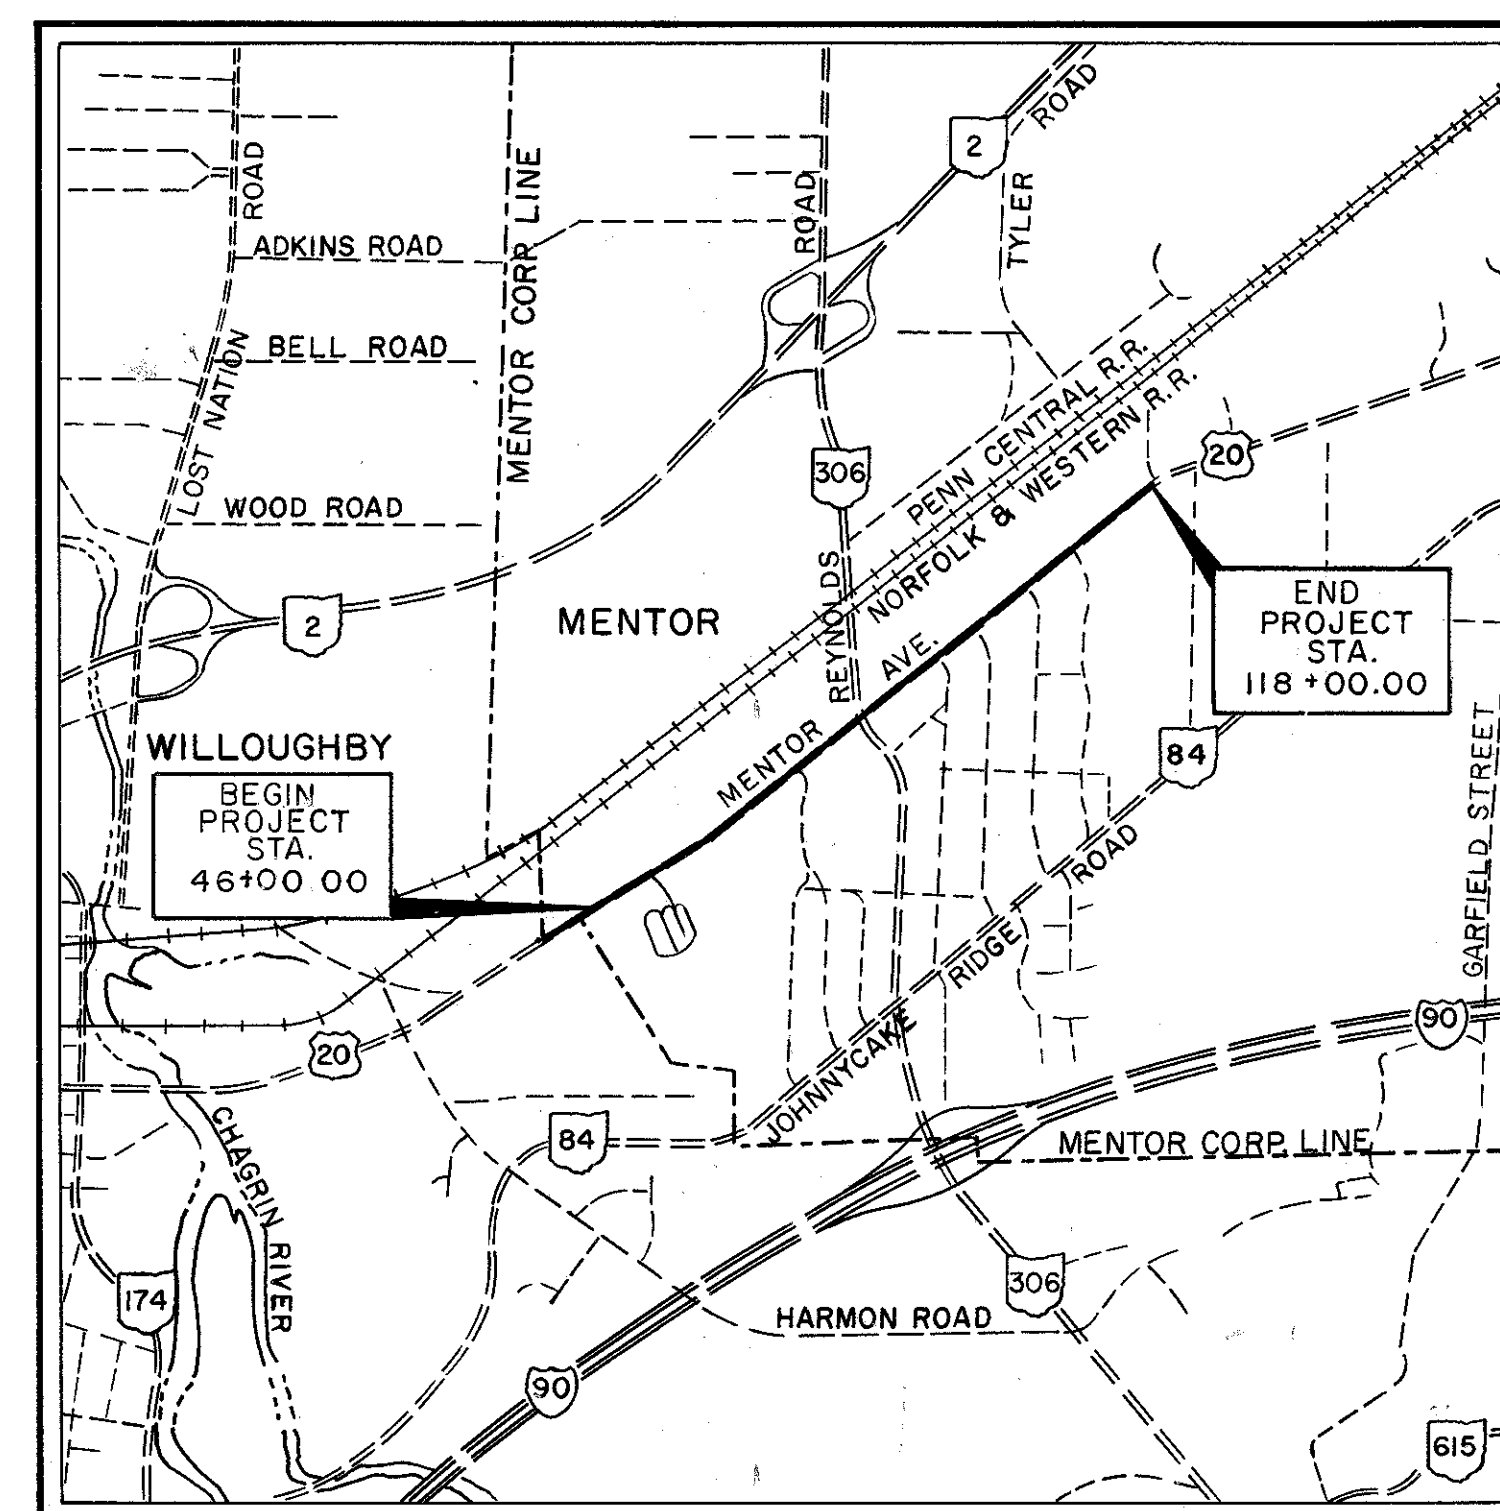 2
ROAD
ROAD
ROAD
TYLER
ADKINS ROAD
MENTOR CORP LINE
BELL ROAD
LOST NATION
PENN CENTRAL R.R.
NORFOLK & WESTERN R.R.
20
306
WOOD ROAD
2
MENTOR
REYNOLDS
MENTOR AVE.
END
PROJECT
STA.
118+00.00
84
GARFIELD STREET
WILLOUGHBY
BEGIN
PROJECT
STA.
46+00.00
JOHNNYCAKE RIDGE ROAD
90
20
84
MENTOR CORP. LINE
CHAGRIN RIVER
174
306
HARMON ROAD
90
615